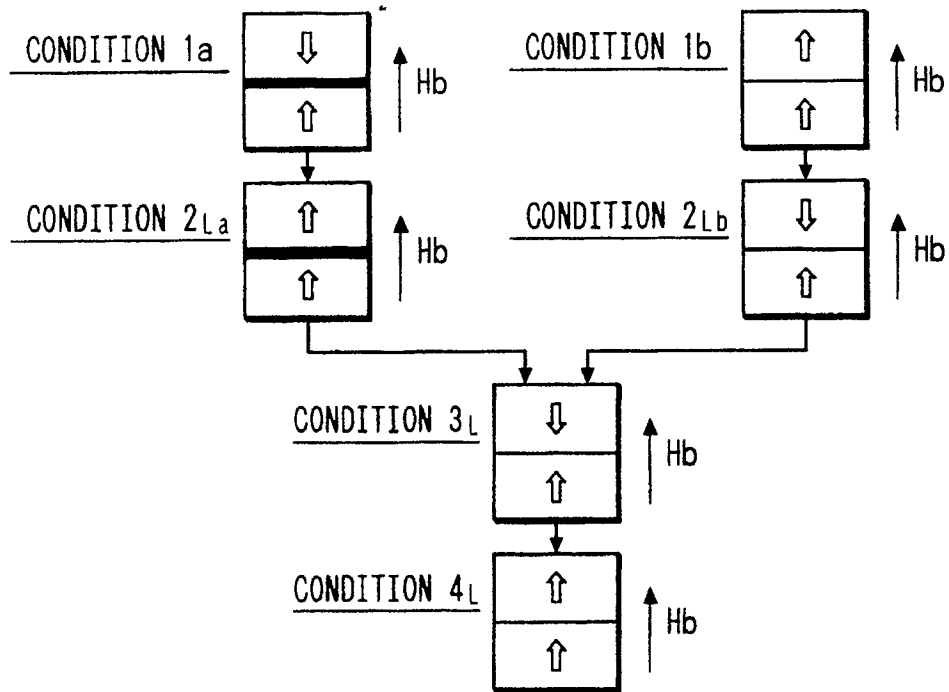 CONDITION 1a
Hb
CONDITION 1b
Hb
CONDITION 2La
Hb
CONDITION 2Lb
Hb
CONDITION 3L
Hb
CONDITION 4L
Hb